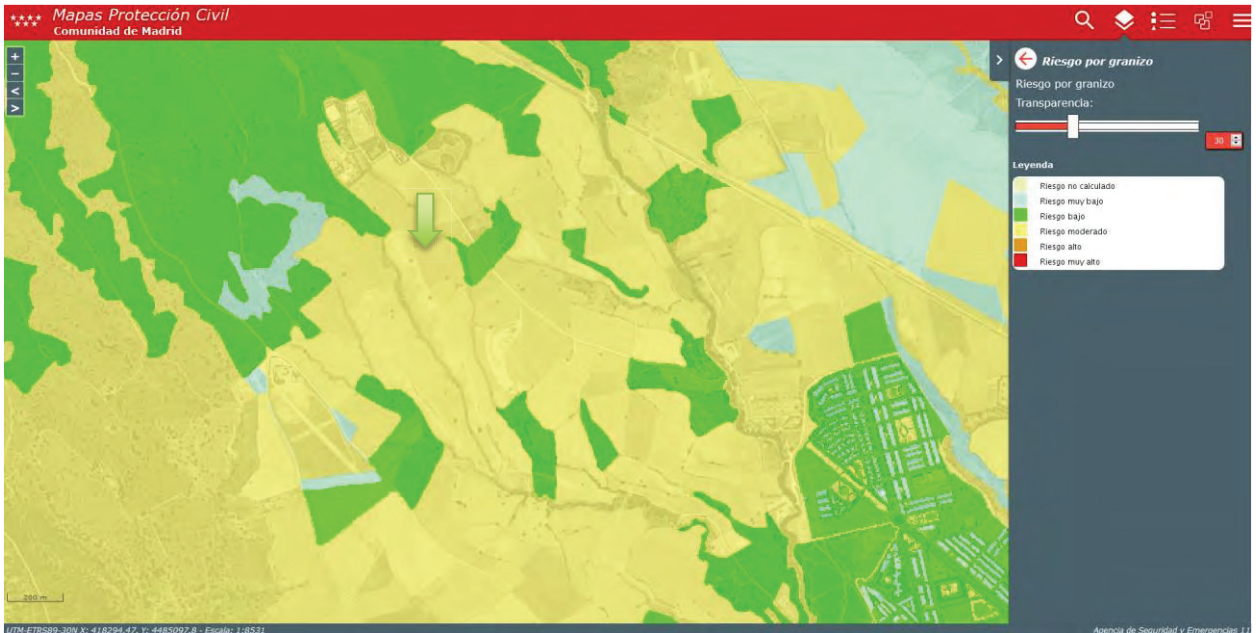 Mapas Protección Civil
Comunidad de Madrid
+
−
<
>
>
Riesgo por granizo
Riesgo por granizo
Transparencia:
30
Leyenda
Riesgo no calculado
Riesgo muy bajo
Riesgo bajo
Riesgo moderado
Riesgo alto
Riesgo muy alto
200 m
UTM-ETRS89-30N X: 418294.47, Y: 4485097.8 - Escala: 1:8531
Agencia de Seguridad y Emergencias 11